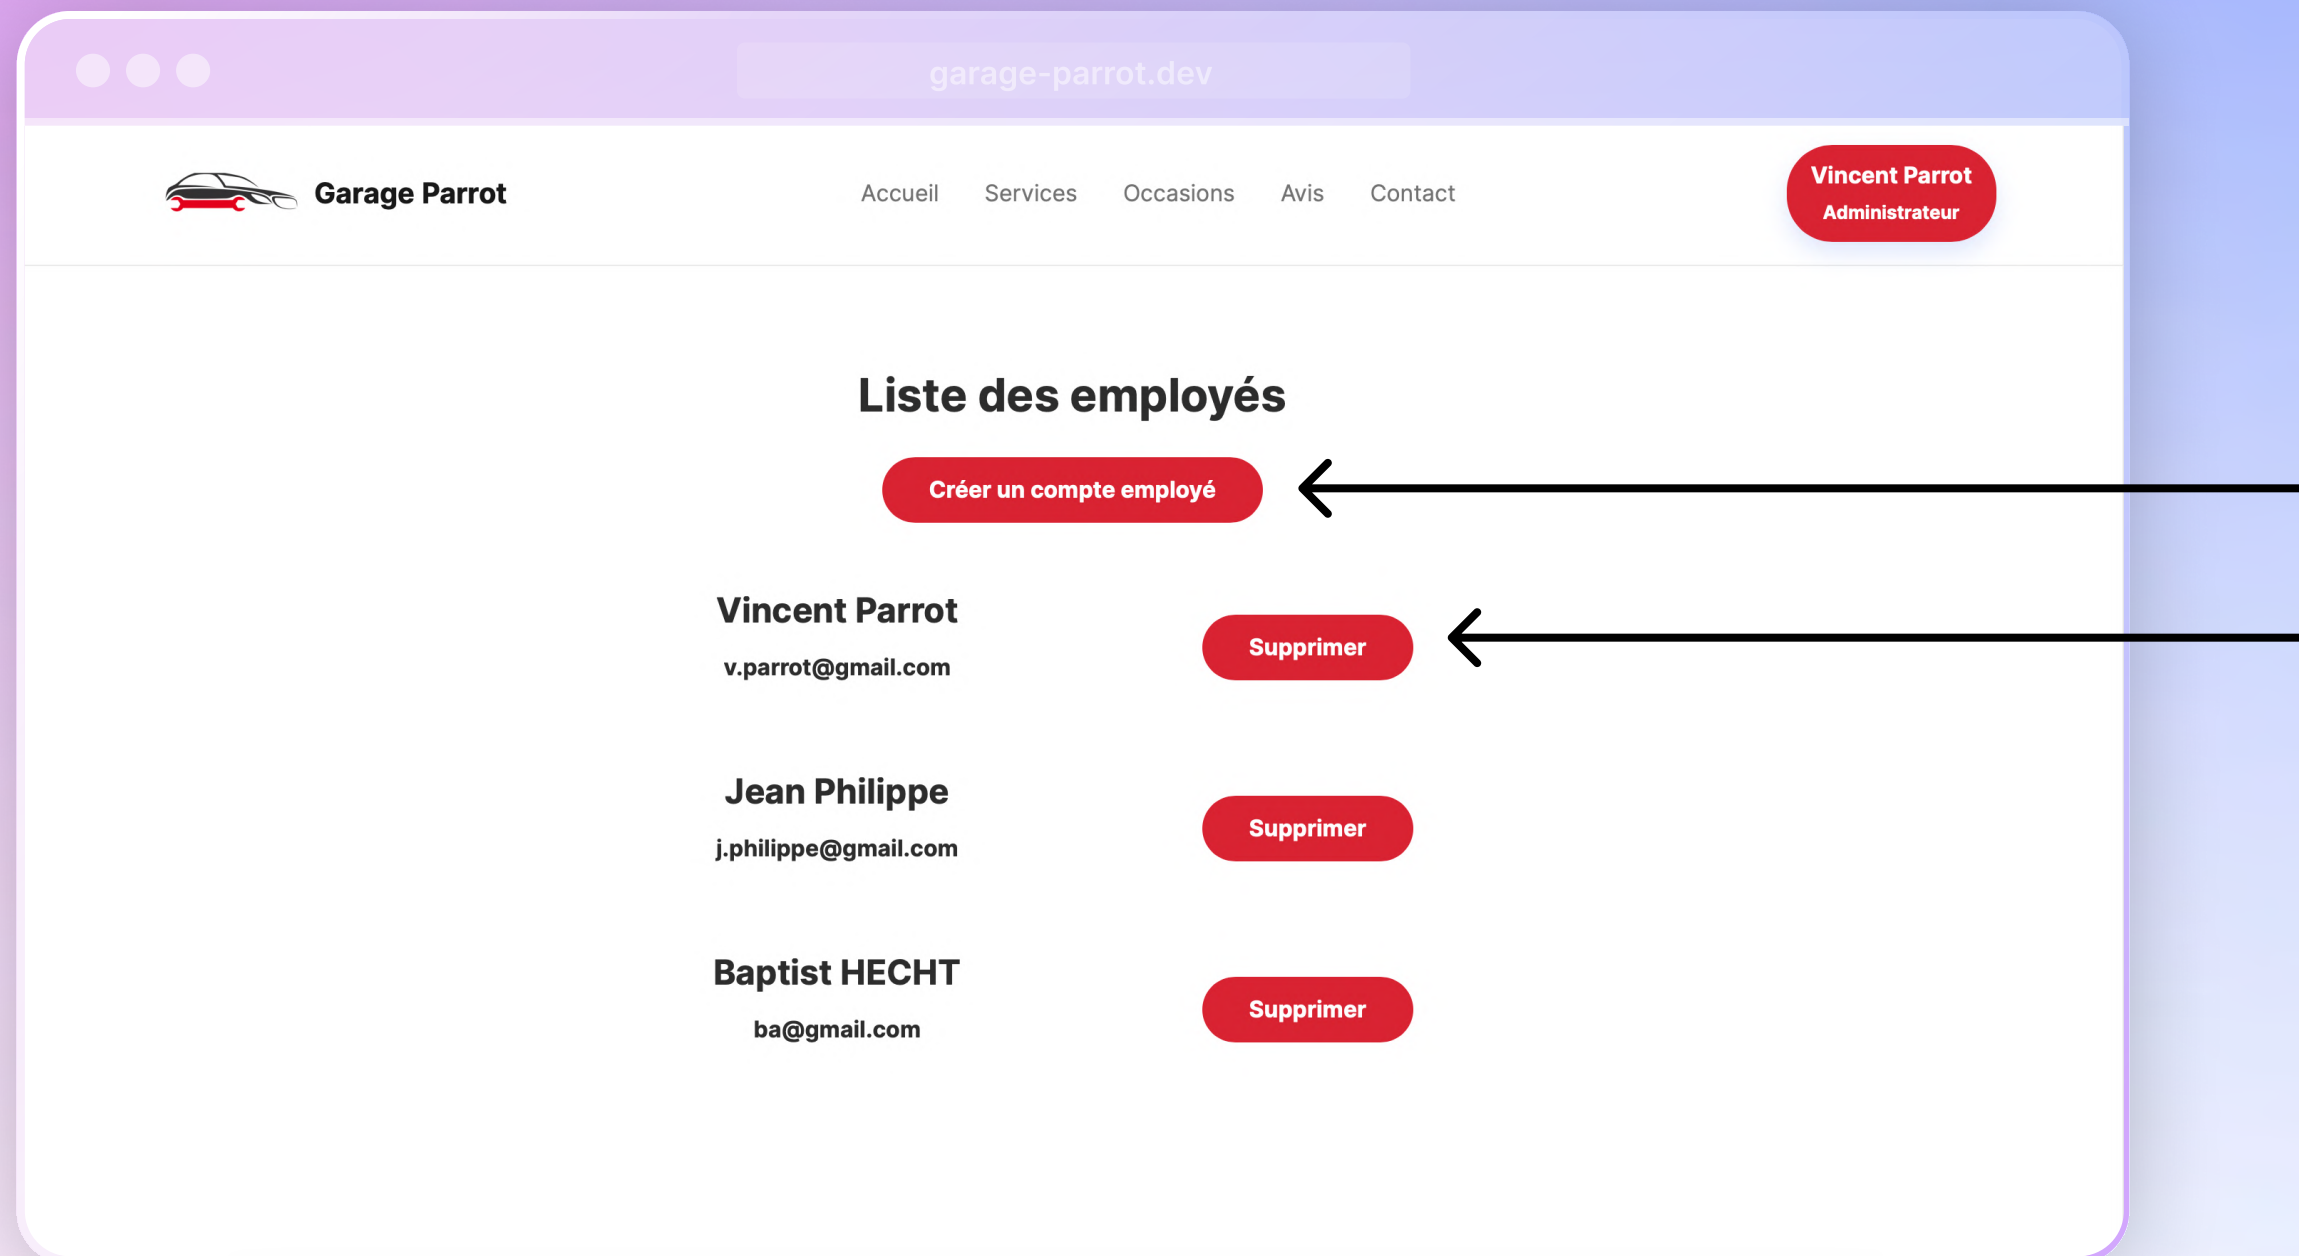 garage-parrot.dev
Garage Parrot
Accueil Services Occasions Avis Contact
Vincent Parrot
Administrateur
Liste des employés
Créer un compte employé
Vincent Parrot
v.parrot@gmail.com
Supprimer
Jean Philippe
j.philippe@gmail.com
Supprimer
Baptist HECHT
ba@gmail.com
Supprimer